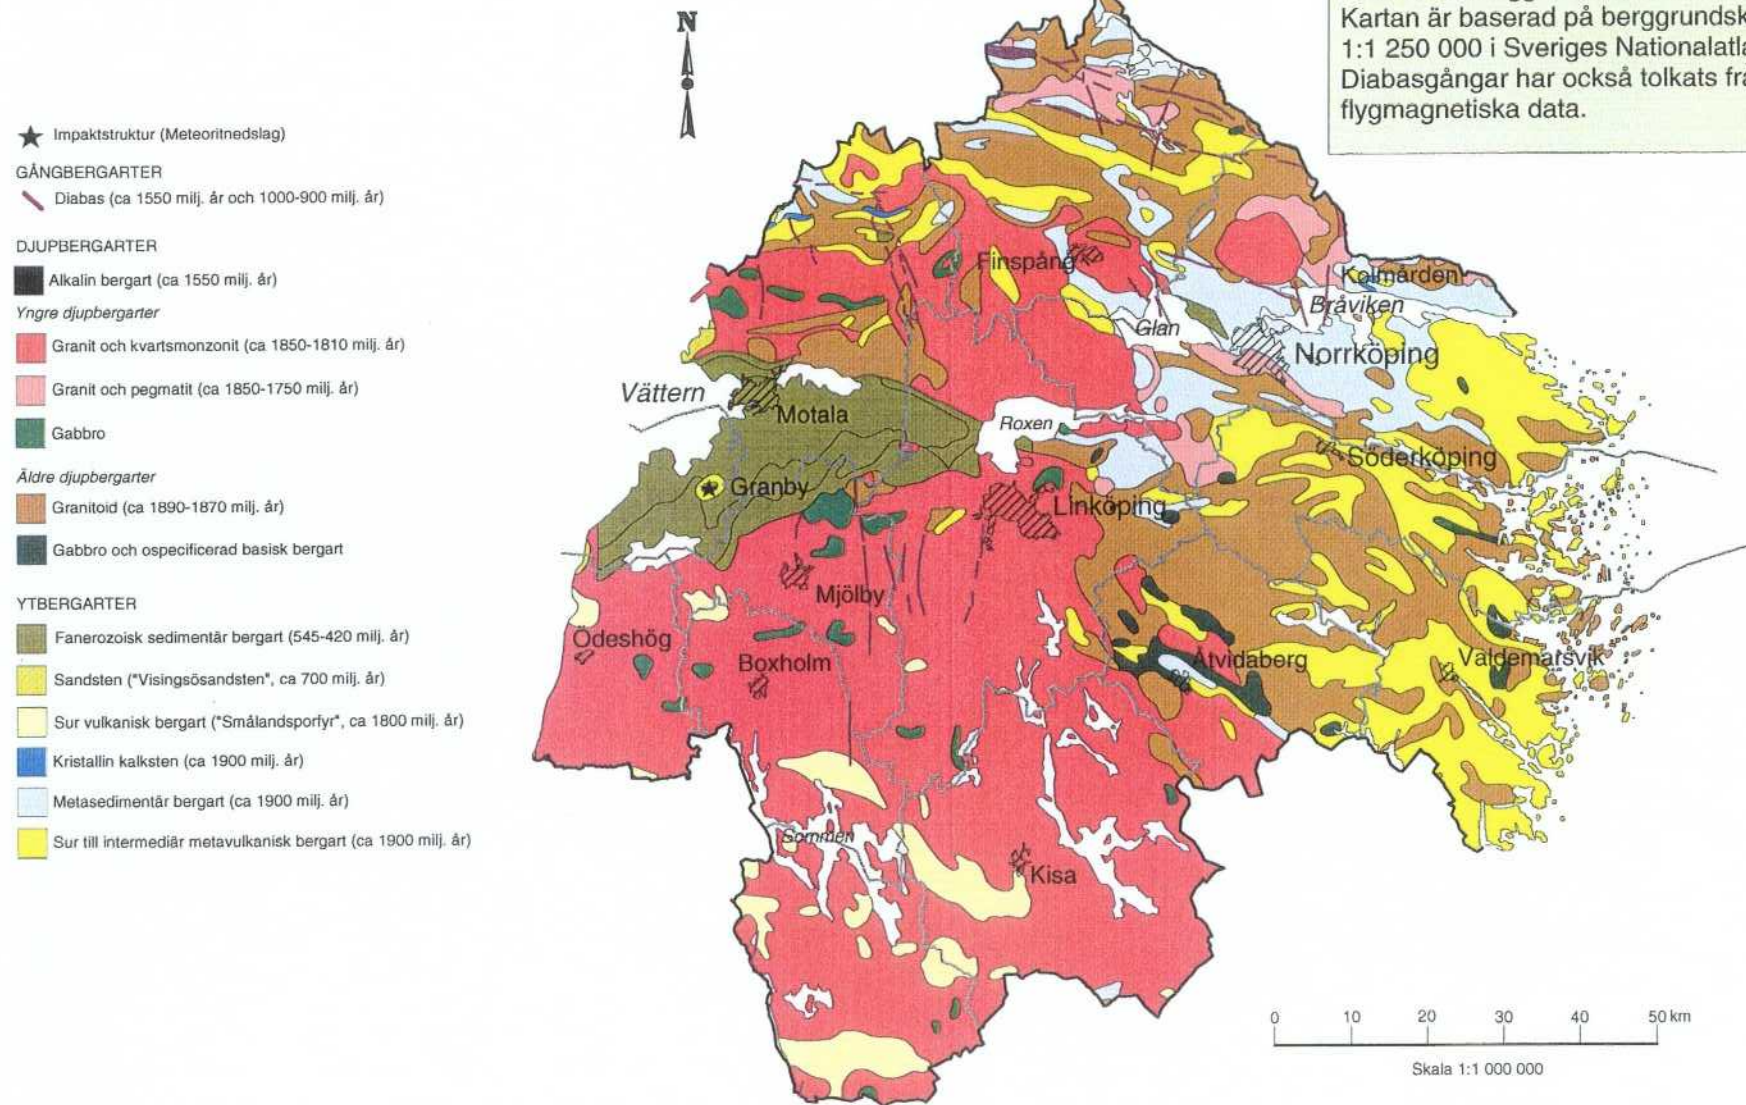 N
Kartan är baserad på berggrundsk
1:1 250 000 i Sveriges Nationalatla
Diabasgångar har också tolkats frå
flygmagnetiska data.
Impaktstruktur (Meteoritnedslag)
GÅNGBERGARTER
Diabas (ca 1550 milj. år och 1000-900 milj. år)
DJUPBERGARTER
Alkalin bergart (ca 1550 milj. år)
Yngre djupbergarter
Granit och kvartsmonzonit (ca 1850-1810 milj. år)
Granit och pegmatit (ca 1850-1750 milj. år)
Gabbro
Äldre djupbergarter
Granitoid (ca 1890-1870 milj. år)
Gabbro och ospecificerad basisk bergart
YTBERGARTER
Fanerozoisk sedimentär bergart (545-420 milj. år)
Sandsten ("Visingsösandsten", ca 700 milj. år)
Sur vulkanisk bergart ("Smålandsporfyr", ca 1800 milj. år)
Kristallin kalksten (ca 1900 milj. år)
Metasedimentär bergart (ca 1900 milj. år)
Sur till intermediär metavulkanisk bergart (ca 1900 milj. år)
Finspång
Kolmården
Bråviken
Glan
Norrköping
Vättern
Motala
Roxen
Söderköping
Granby
Linköping
Mjölby
Ödeshög
Boxholm
Åtvidaberg
Valdemarsvik
Sommen
Kisa
0 10 20 30 40 50 km
Skala 1:1 000 000